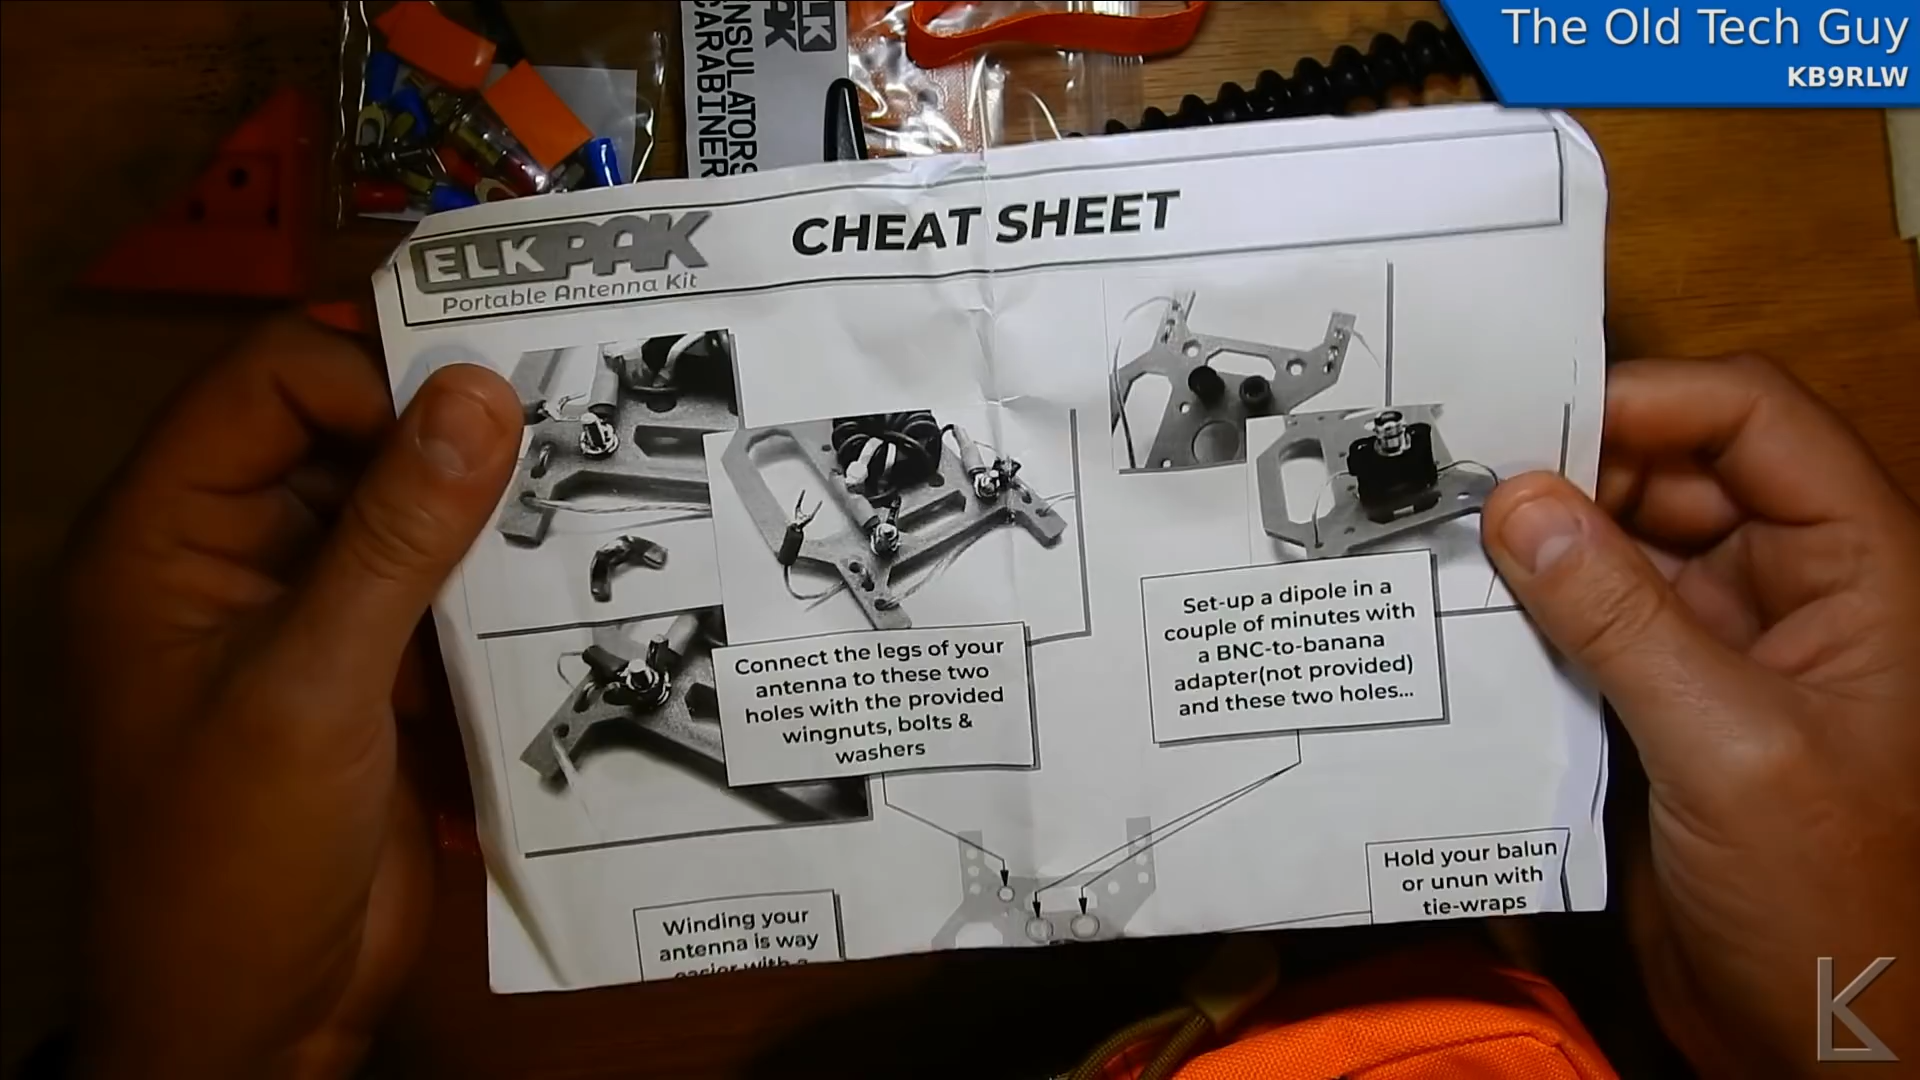 The Old Tech Guy
KB9RLW
INSULATORS
CARABINER
ELKPAK
Portable Antenna Kit
CHEAT SHEET
Connect the legs of your
antenna to these two
holes with the provided
wingnuts, bolts &
washers
Set-up a dipole in a
couple of minutes with
a BNC-to-banana
adapter(not provided)
and these two holes...
Winding your
antenna is way
easier with a
Hold your balun
or unun with
tie-wraps
K